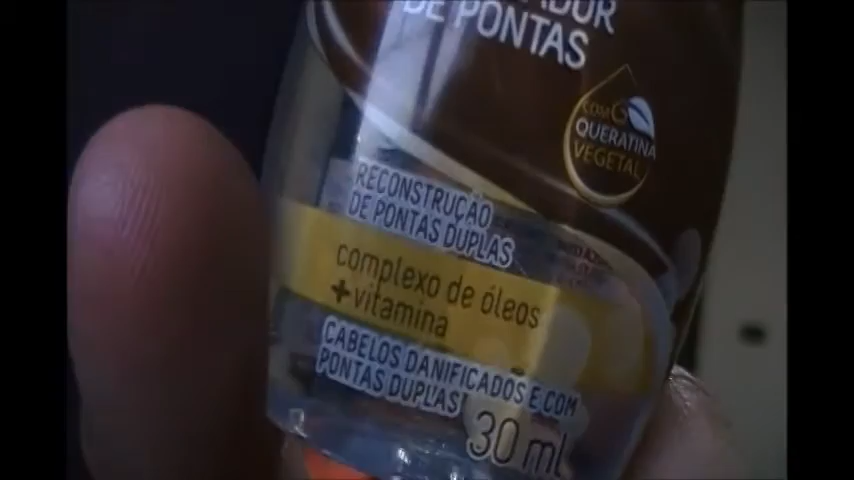 DE PONTAS
COM
QUERATINA
VEGETAL
RECONSTRUÇÃO
DE PONTAS DUPLAS
complexo de óleos
+vitamina
CABELOS DANIFICADOS E COM
PONTAS DUPLAS
30 ml